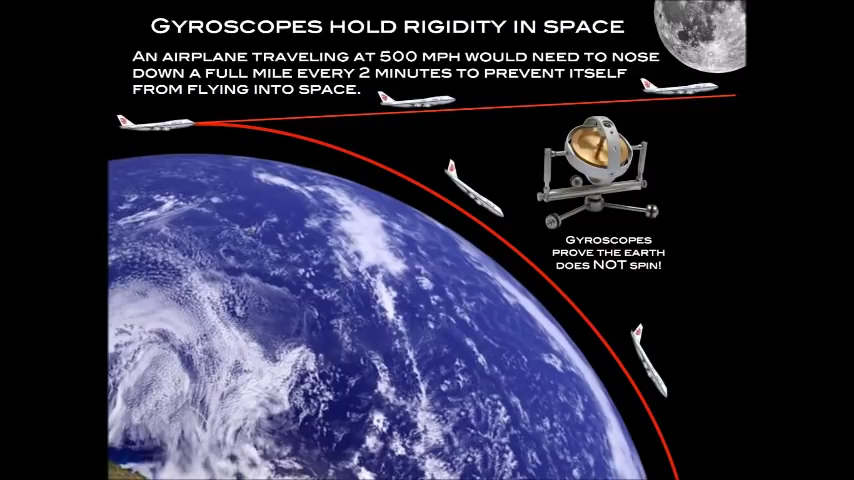 Gyroscopes hold rigidity in space
An airplane traveling at 500 mph would need to nose
down a full mile every 2 minutes to prevent itself
from flying into space.
Gyroscopes
prove the earth
does NOT spin!